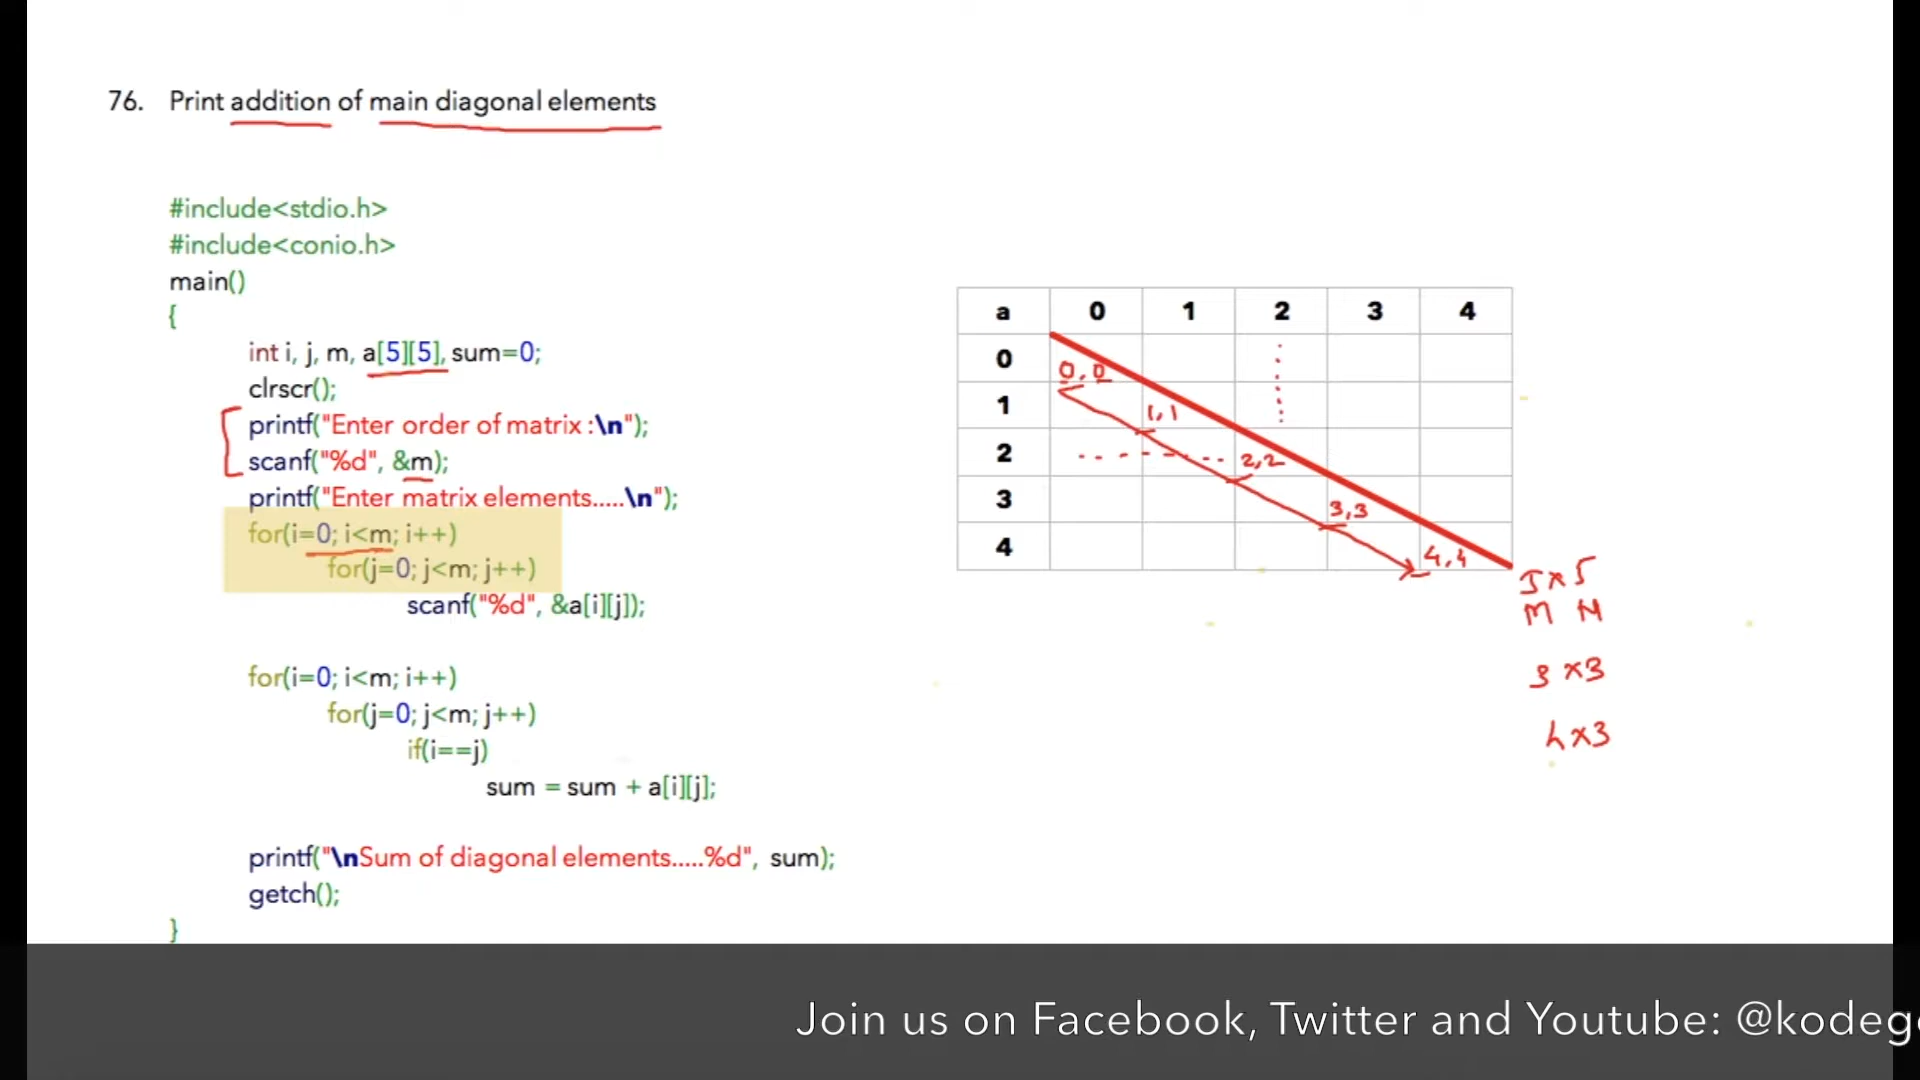 76. Print addition of main diagonal elements
#include<stdio.h>
#include<conio.h>
main()
{
int i, j, m, a[5][5], sum=0;
clrscr();
printf("Enter order of matrix :\n");
scanf("%d", &m);
printf("Enter matrix elements.....\n");
for(i=0; i<m; i++)
for(j=0; j<m; j++)
scanf("%d", &a[i][j]);
for(i=0; i<m; i++)
for(j=0; j<m; j++)
if(i==j)
sum = sum + a[i][j];
printf("\nSum of diagonal elements.....%d", sum);
getch();
}
a 0 1 2 3 4
0
0,0
1
1,1
2
2,2
3
3,3
4
4,4
5x5
M M
3x3
4x3
Join us on Facebook, Twitter and Youtube: @kodeg